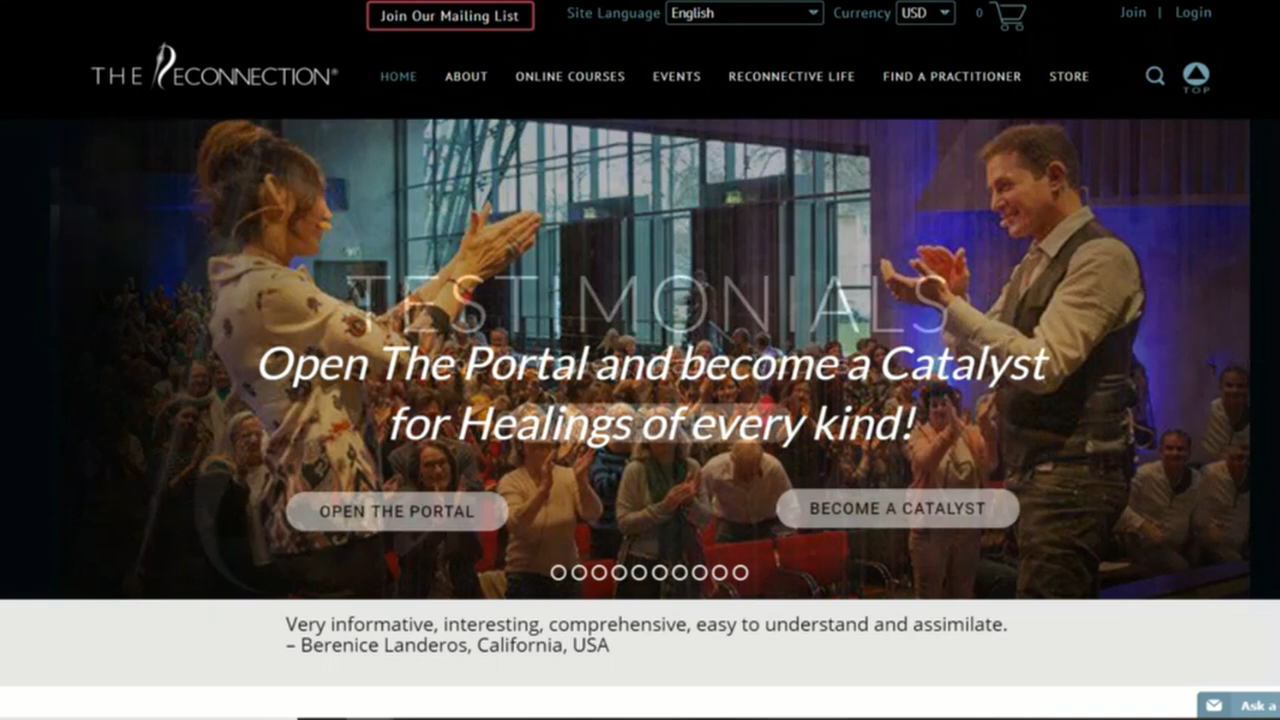 Join Our Mailing List
Site Language English
Currency USD
0
Join | Login
THE RECONNECTION®
HOME ABOUT ONLINE COURSES EVENTS RECONNECTIVE LIFE FIND A PRACTITIONER STORE
TOP
TEST MONIALS
Open The Portal and become a Catalyst
for Healings of every kind!
OPEN THE PORTAL
BECOME A CATALYST
Very informative, interesting, comprehensive, easy to understand and assimilate.
– Berenice Landeros, California, USA
Ask a